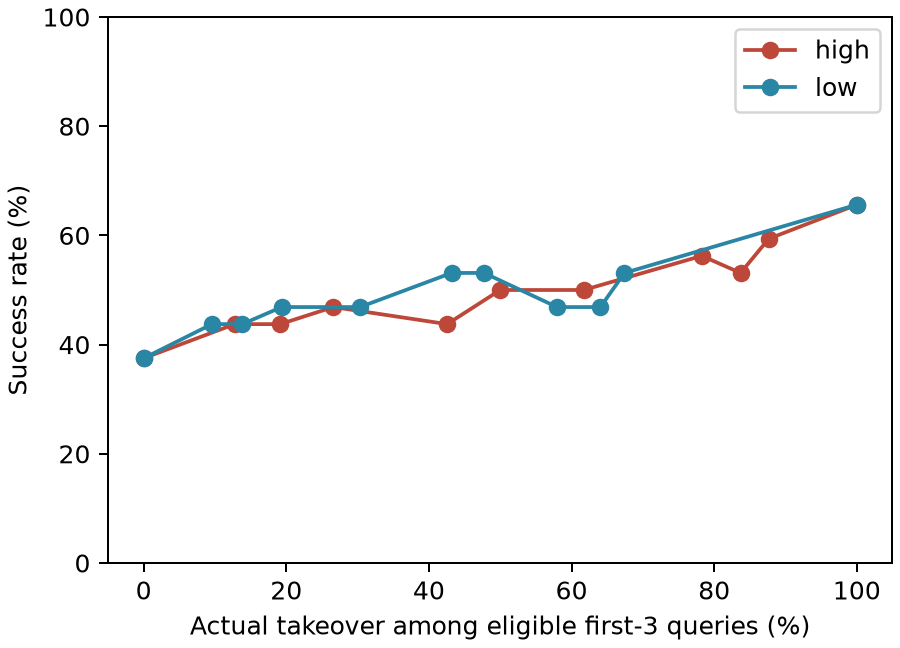 100
80
60
40
20
0
Success rate (%)
high
low
0 20 40 60 80 100
Actual takeover among eligible first-3 queries (%)